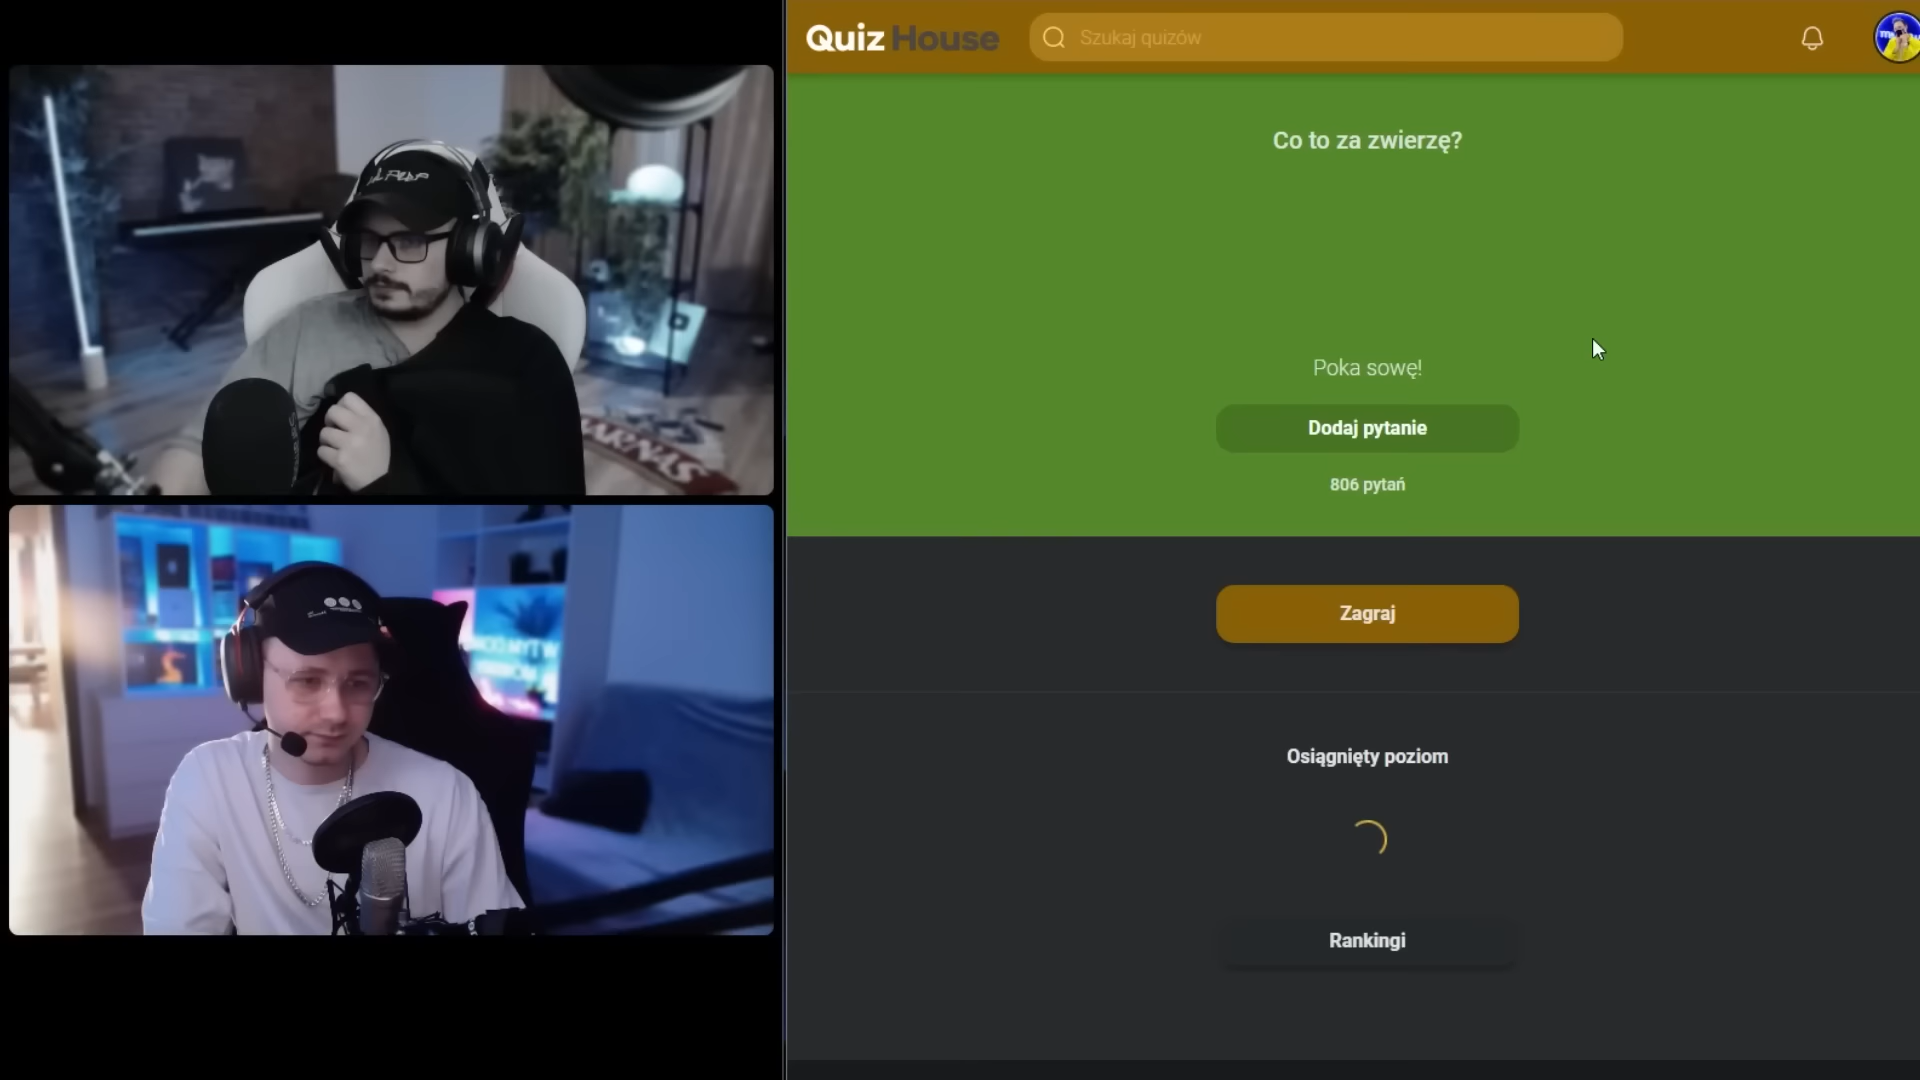 Quiz House
Szukaj quizów
Co to za zwierzę?
Poka sowę!
Dodaj pytanie
806 pytań
Zagraj
Osiągnięty poziom
Rankingi